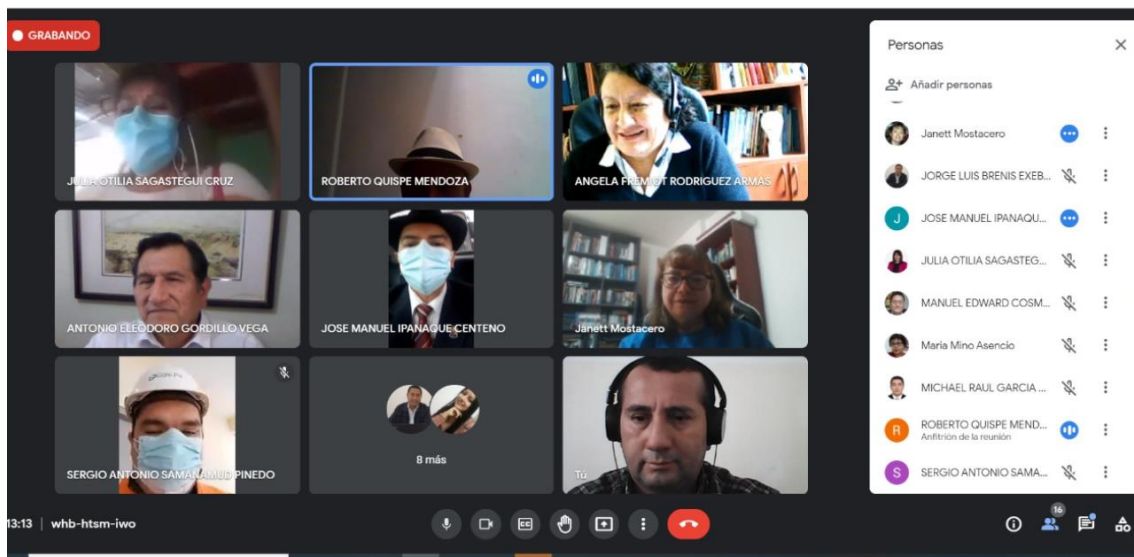 GRABANDO
JULIA OTILIA SAGASTEGUI CRUZ
ROBERTO QUISPE MENDOZA
ANGELA FREMIOT RODRIGUEZ ARMAS
ANTONIO ELEODORO GORDILLO VEGA
JOSE MANUEL IPANAQUE CENTENO
Janett Mostacero
SERGIO ANTONIO SAMANAMUD PINEDO
8 más
Tú
Personas
Añadir personas
Janett Mostacero
JORGE LUIS BRENIS EXEB...
J
JOSE MANUEL IPANAQU...
JULIA OTILIA SAGASTEG...
MANUEL EDWARD COSM...
Maria Mino Asencio
MICHAEL RAUL GARCIA ...
R
ROBERTO QUISPE MEND...
Anfitrión de la reunión
S
SERGIO ANTONIO SAMA...
13:13 | whb-htsm-iwo
CC
16